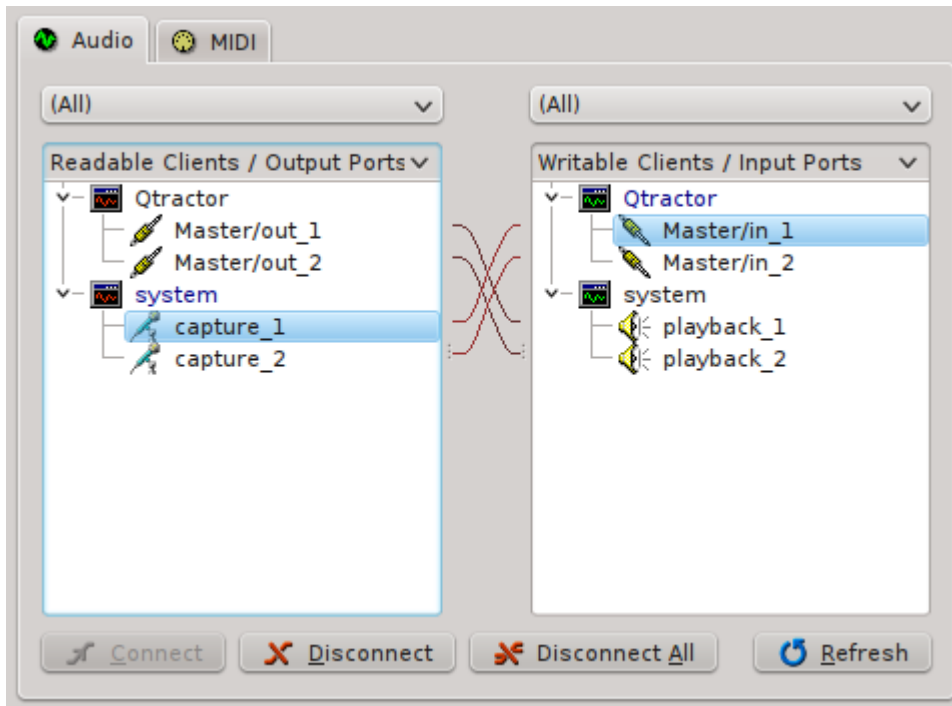 Audio
MIDI
(All)
(All)
Readable Clients / Output Ports
Qtractor
Master/out_1
Master/out_2
system
capture_1
capture_2
Writable Clients / Input Ports
Qtractor
Master/in_1
Master/in_2
system
playback_1
playback_2
Connect
Disconnect
Disconnect All
Refresh